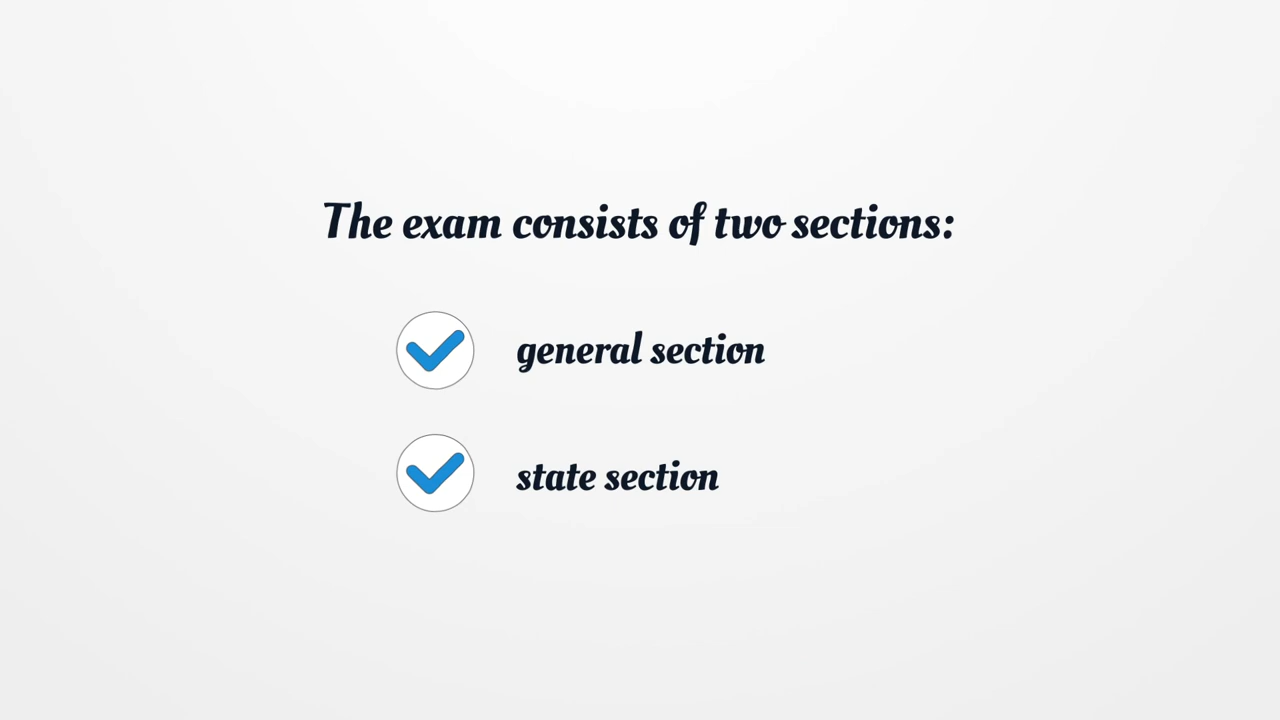 The exam consists of two sections:
general section
state section